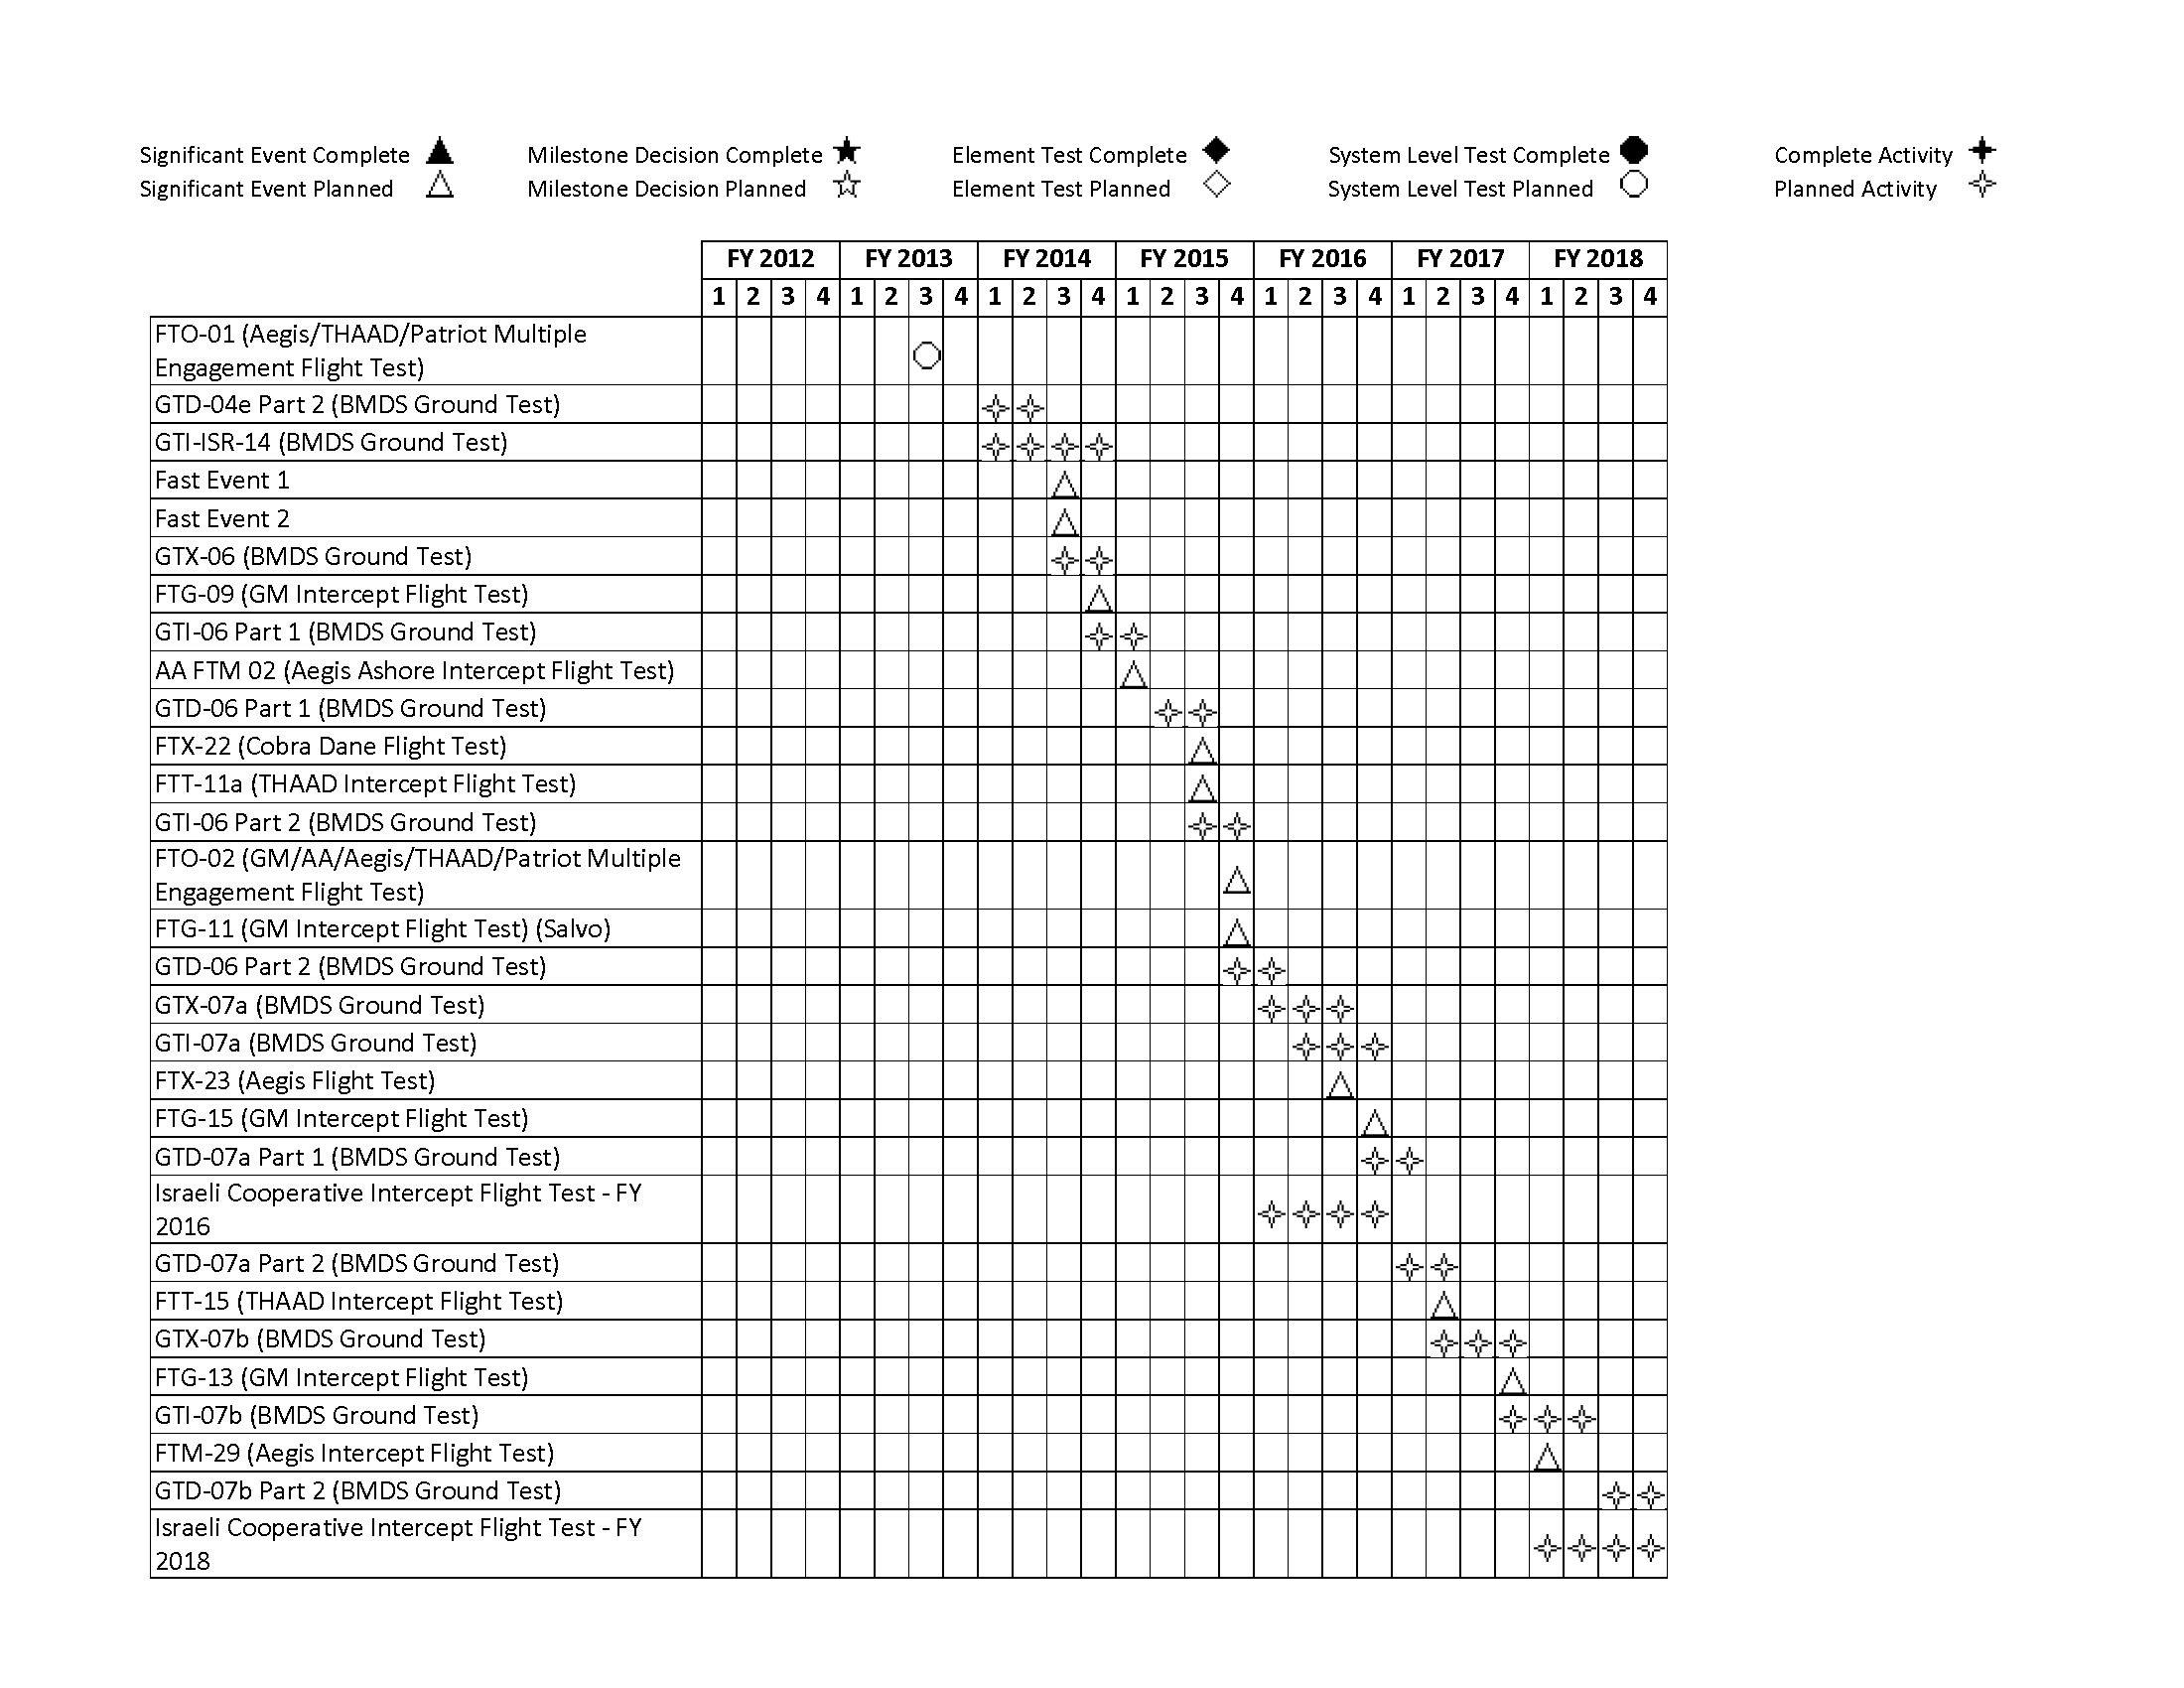 Significant Event Complete Milestone Decision Complete Element Test Complete System Level Test Complete Complete Activity
Significant Event Planned Milestone Decision Planned Element Test Planned System Level Test Planned Planned Activity
FY 2012 FY 2013 FY 2014 FY 2015 FY 2016 FY 2017 FY 2018
1 2 3 4 1 2 3 4 1 2 3 4 1 2 3 4 1 2 3 4 1 2 3 4 1 2 3 4
FTO-01 (Aegis/THAAD/Patriot Multiple
Engagement Flight Test)
GTD-04e Part 2 (BMDS Ground Test)
GTI-ISR-14 (BMDS Ground Test)
Fast Event 1
Fast Event 2
GTX-06 (BMDS Ground Test)
FTG-09 (GM Intercept Flight Test)
GTI-06 Part 1 (BMDS Ground Test)
AA FTM 02 (Aegis Ashore Intercept Flight Test)
GTD-06 Part 1 (BMDS Ground Test)
FTX-22 (Cobra Dane Flight Test)
FTT-11a (THAAD Intercept Flight Test)
GTI-06 Part 2 (BMDS Ground Test)
FTO-02 (GM/AA/Aegis/THAAD/Patriot Multiple
Engagement Flight Test)
FTG-11 (GM Intercept Flight Test) (Salvo)
GTD-06 Part 2 (BMDS Ground Test)
GTX-07a (BMDS Ground Test)
GTI-07a (BMDS Ground Test)
FTX-23 (Aegis Flight Test)
FTG-15 (GM Intercept Flight Test)
GTD-07a Part 1 (BMDS Ground Test)
Israeli Cooperative Intercept Flight Test - FY
2016
GTD-07a Part 2 (BMDS Ground Test)
FTT-15 (THAAD Intercept Flight Test)
GTX-07b (BMDS Ground Test)
FTG-13 (GM Intercept Flight Test)
GTI-07b (BMDS Ground Test)
FTM-29 (Aegis Intercept Flight Test)
GTD-07b Part 2 (BMDS Ground Test)
Israeli Cooperative Intercept Flight Test - FY
2018